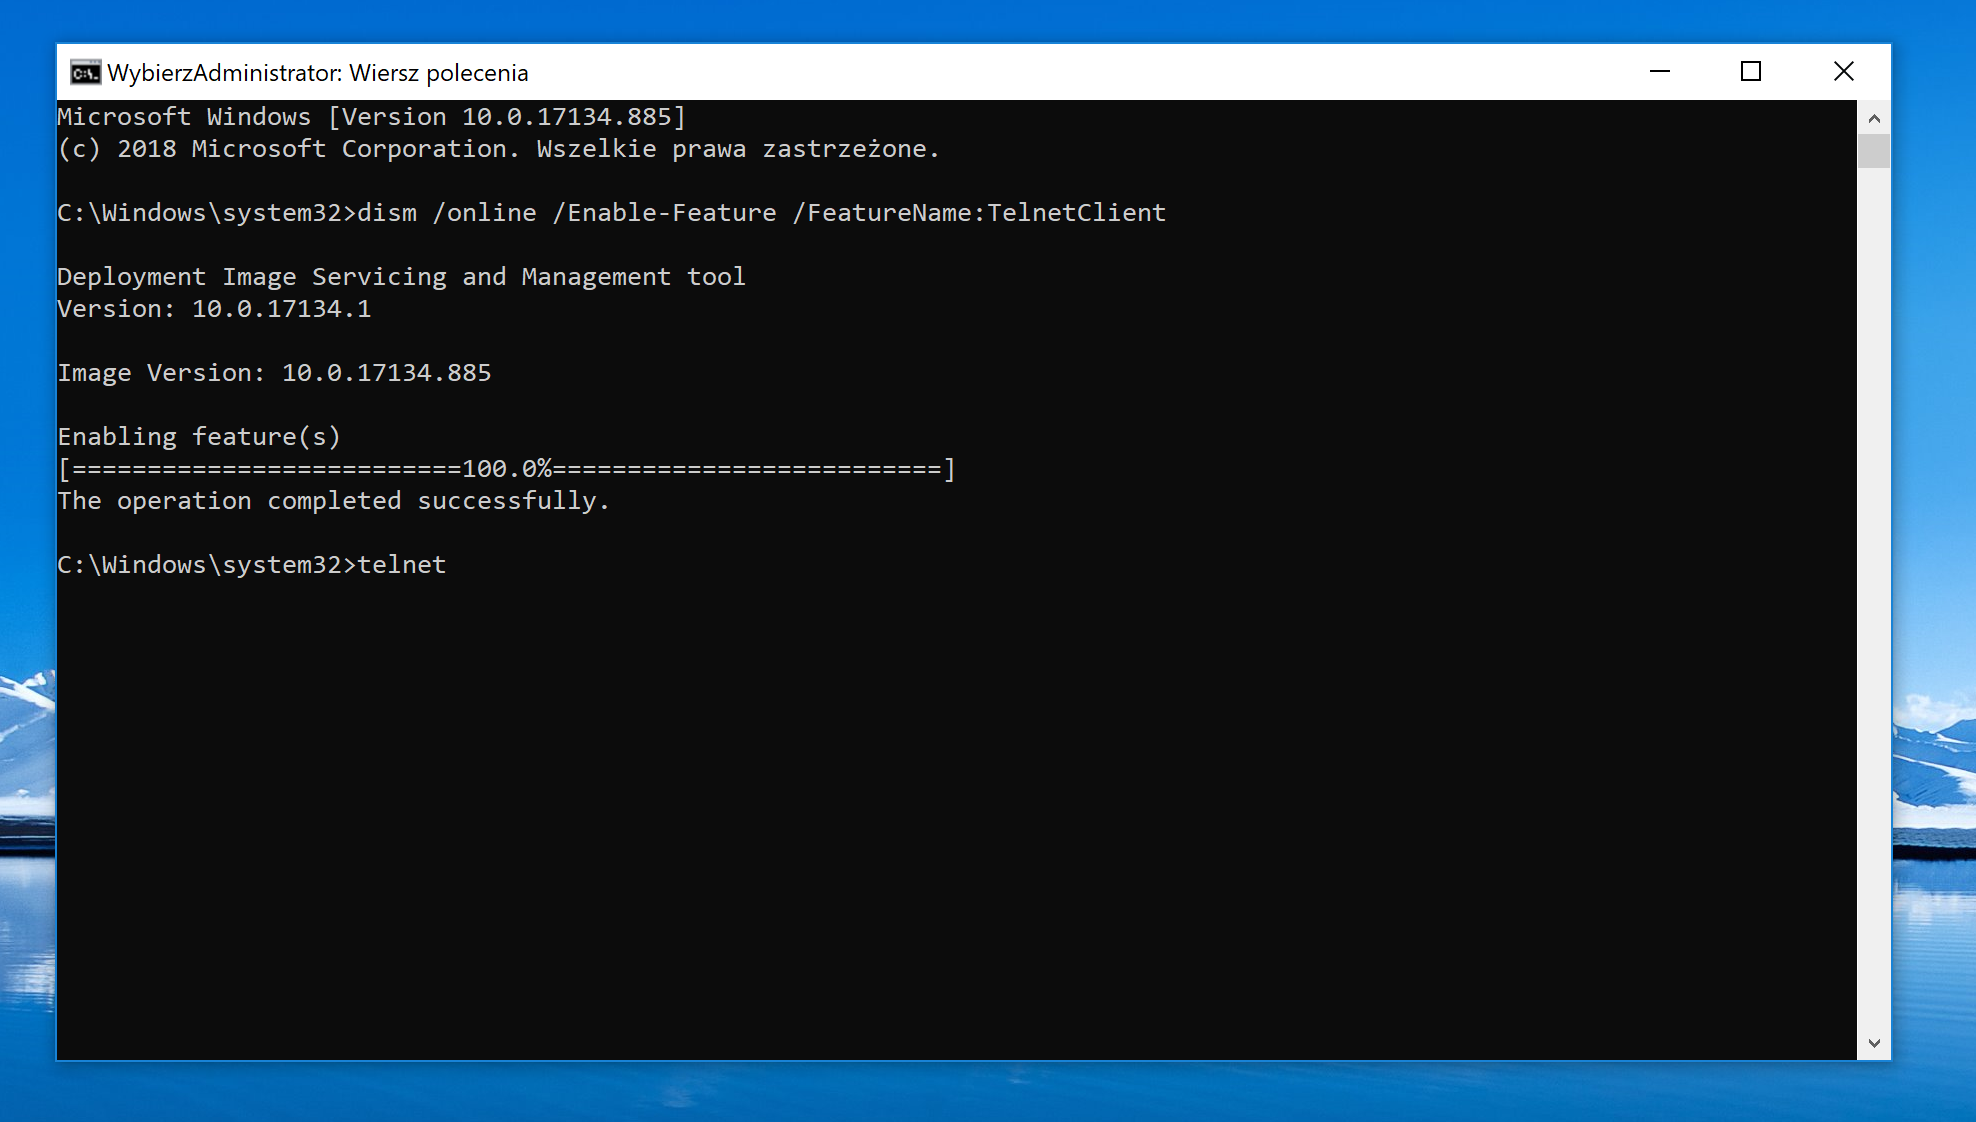 WybierzAdministrator: Wiersz polecenia
Microsoft Windows [Version 10.0.17134.885]
(c) 2018 Microsoft Corporation. Wszelkie prawa zastrzeżone.
C:\Windows\system32>dism /online /Enable-Feature /FeatureName:TelnetClient
Deployment Image Servicing and Management tool
Version: 10.0.17134.1
Image Version: 10.0.17134.885
Enabling feature(s)
[==========================100.0%==========================]
The operation completed successfully.
C:\Windows\system32>telnet